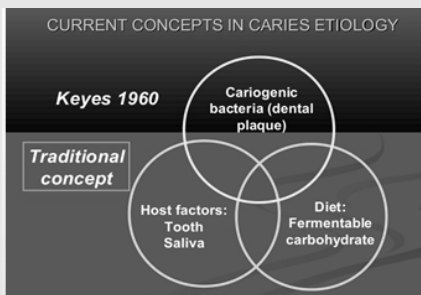 CURRENT CONCEPTS IN CARIES ETIOLOGY
Keyes 1960
Cariogenic
bacteria (dental
plaque)
Traditional
concept
Host factors:
Tooth
Saliva
Diet:
Fermentable
carbohydrate